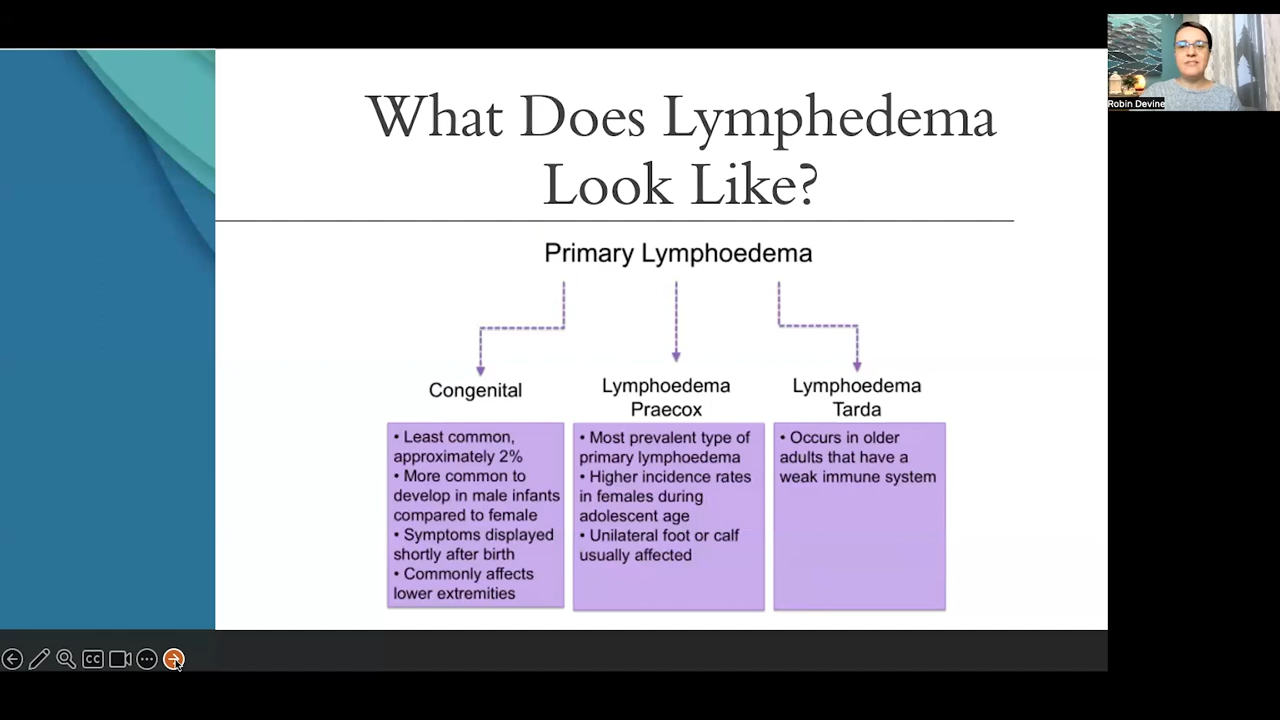 What Does Lymphedema
Look Like?
Primary Lymphoedema
Congenital
• Least common,
approximately 2%
• More common to
develop in male infants
compared to female
• Symptoms displayed
shortly after birth
• Commonly affects
lower extremities
Lymphoedema
Praecox
• Most prevalent type of
primary lymphoedema
• Higher incidence rates
in females during
adolescent age
• Unilateral foot or calf
usually affected
Lymphoedema
Tarda
• Occurs in older
adults that have a
weak immune system
Robin Devine
CC